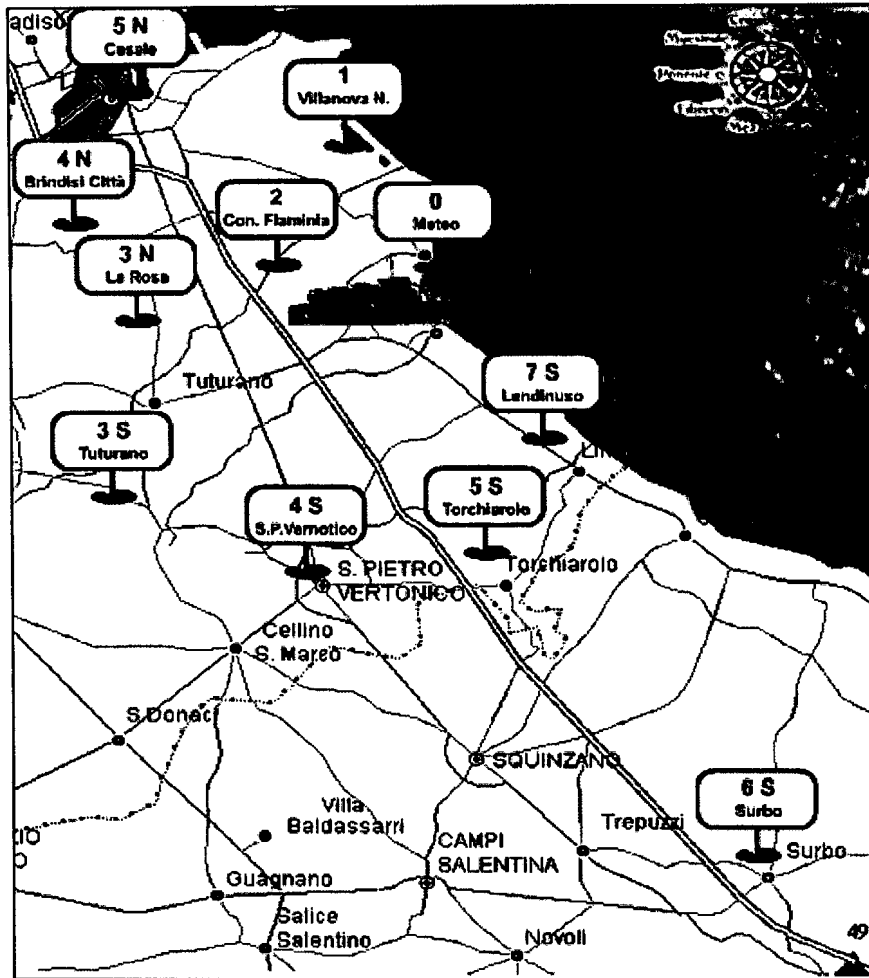 5 N
Casale
1
Villanova N.
4 N
Brindisi Città
2
Con. Flaminia
0
Meteo
3 N
La Rosa
Tuturano
7 S
Lendinuso
3 S
Tuturano
4 S
S.P.Vernotico
5 S
Torchiarolo
S. PIETRO
VERTONICO
Torchiarolo
Cellino
S. Marco
S.Donaci
SQUINZANO
6 S
Surbo
Villa
Baldassarri
CAMPI
SALENTINA
Trepuzzi
Surbo
Guagnano
Salice
Salentino
Novoli
49